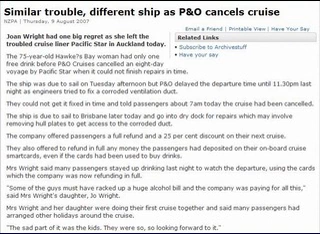 Similar trouble, different ship as P&O cancels cruise
NZPA | Thursday, 9 August 2007
Email a Friend | Printable View | Have Your Say
Joan Wright had one big regret as she left the
troubled cruise liner Pacific Star in Auckland today.
Related Links
• Subscribe to Archivestuff
• Have your say
The 75-year-old Hawke?s Bay woman had only one
free drink before P&O Cruises cancelled an eight-day
voyage by Pacific Star when it could not finish repairs in time.
The ship was due to sail on Tuesday afternoon but P&O delayed the departure time until 11.30pm last
night as engineers tried to fix a corroded ventilation duct.
They could not get it fixed in time and told passengers about 7am today the cruise had been cancelled.
The ship is due to sail to Brisbane later today and go into dry dock for repairs which may involve
removing hull plates to get access to the corroded duct.
The company offered passengers a full refund and a 25 per cent discount on their next cruise.
They also offered to refund in full any money the passengers had deposited on their on-board cruise
smartcards, even if the cards had been used to buy drinks.
Mrs Wright said many passengers stayed up drinking last night to watch the departure, using the cards
which the company was now refunding in full.
"Some of the guys must have racked up a huge alcohol bill and the company was paying for all this,"
said Mrs Wright's daughter, Jo Wright.
Mrs Wright and her daughter were doing their first cruise together and said many passengers had
arranged other holidays around the cruise.
"The sad part of it was the kids. They were so, so looking forward to it."